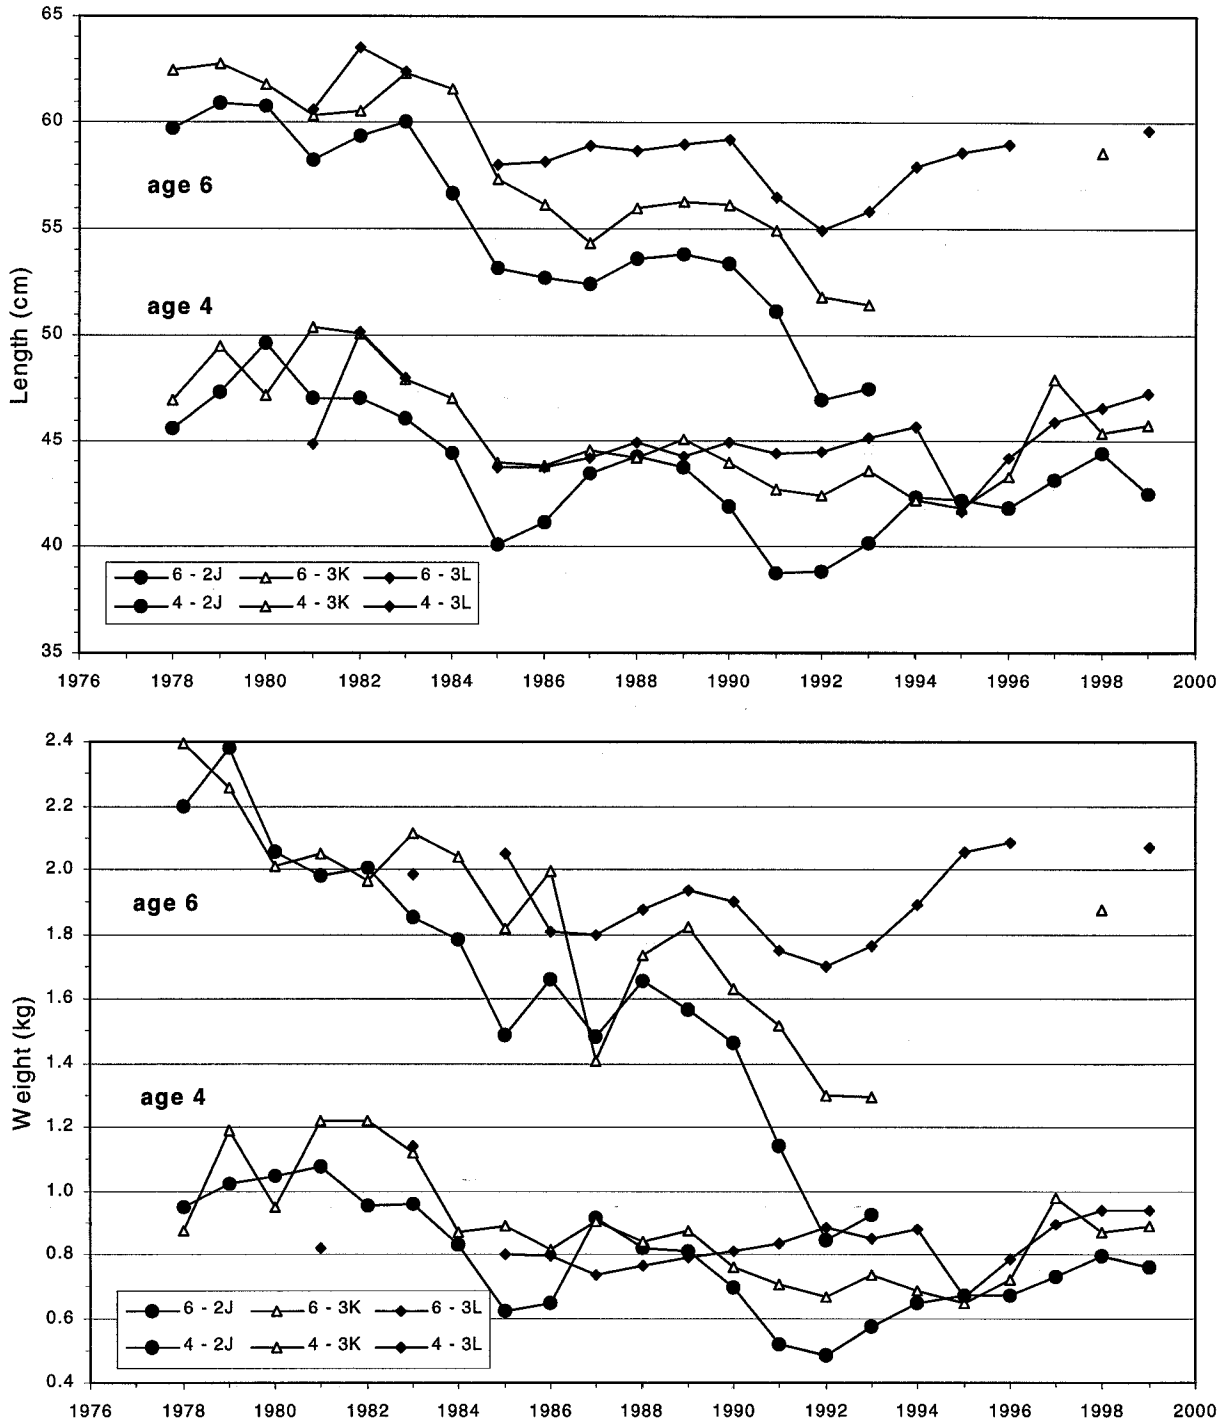 65
60
55
50
45
40
35
Length (cm)
age 6
age 4
6 - 2J 6 - 3K 6 - 3L
4 - 2J 4 - 3K 4 - 3L
1976 1978 1980 1982 1984 1986 1988 1990 1992 1994 1996 1998 2000
2.4
2.2
2.0
1.8
1.6
1.4
1.2
1.0
0.8
0.6
0.4
Weight (kg)
age 6
age 4
6 - 2J 6 - 3K 6 - 3L
4 - 2J 4 - 3K 4 - 3L
1976 1978 1980 1982 1984 1986 1988 1990 1992 1994 1996 1998 2000